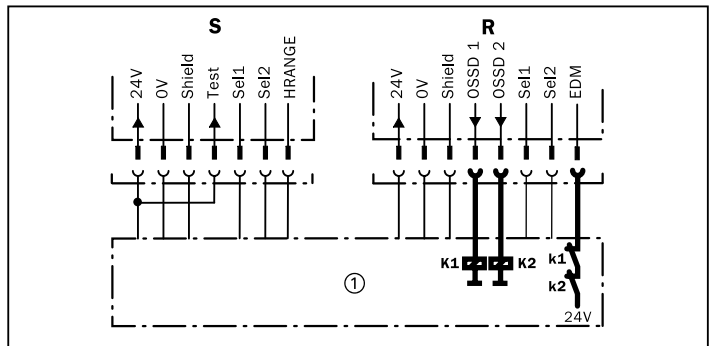 S R
24V 0V Shield Test Sel1 Sel2 HRANGE
24V 0V Shield OSSD 1 OSSD 2 Sel1 Sel2 EDM
K1 K2 k1
① k2
24V